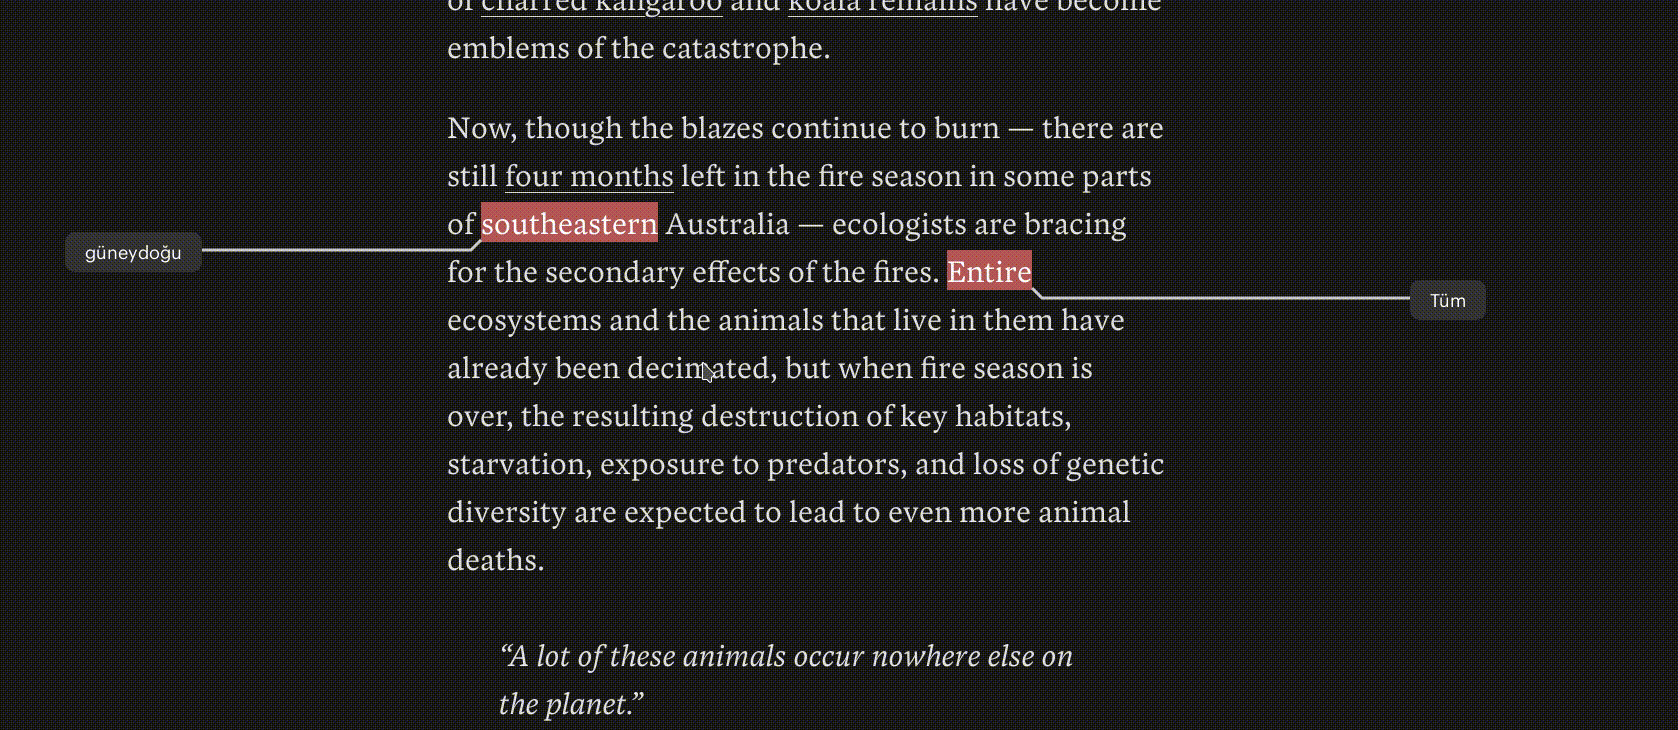 of charred kangaroo and koala remains have become
emblems of the catastrophe.
Now, though the blazes continue to burn — there are
still four months left in the fire season in some parts
of southeastern Australia — ecologists are bracing
güneydoğu
for the secondary effects of the fires. Entire
Tüm
ecosystems and the animals that live in them have
already been decimated, but when fire season is
over, the resulting destruction of key habitats,
starvation, exposure to predators, and loss of genetic
diversity are expected to lead to even more animal
deaths.
“A lot of these animals occur nowhere else on
the planet.”